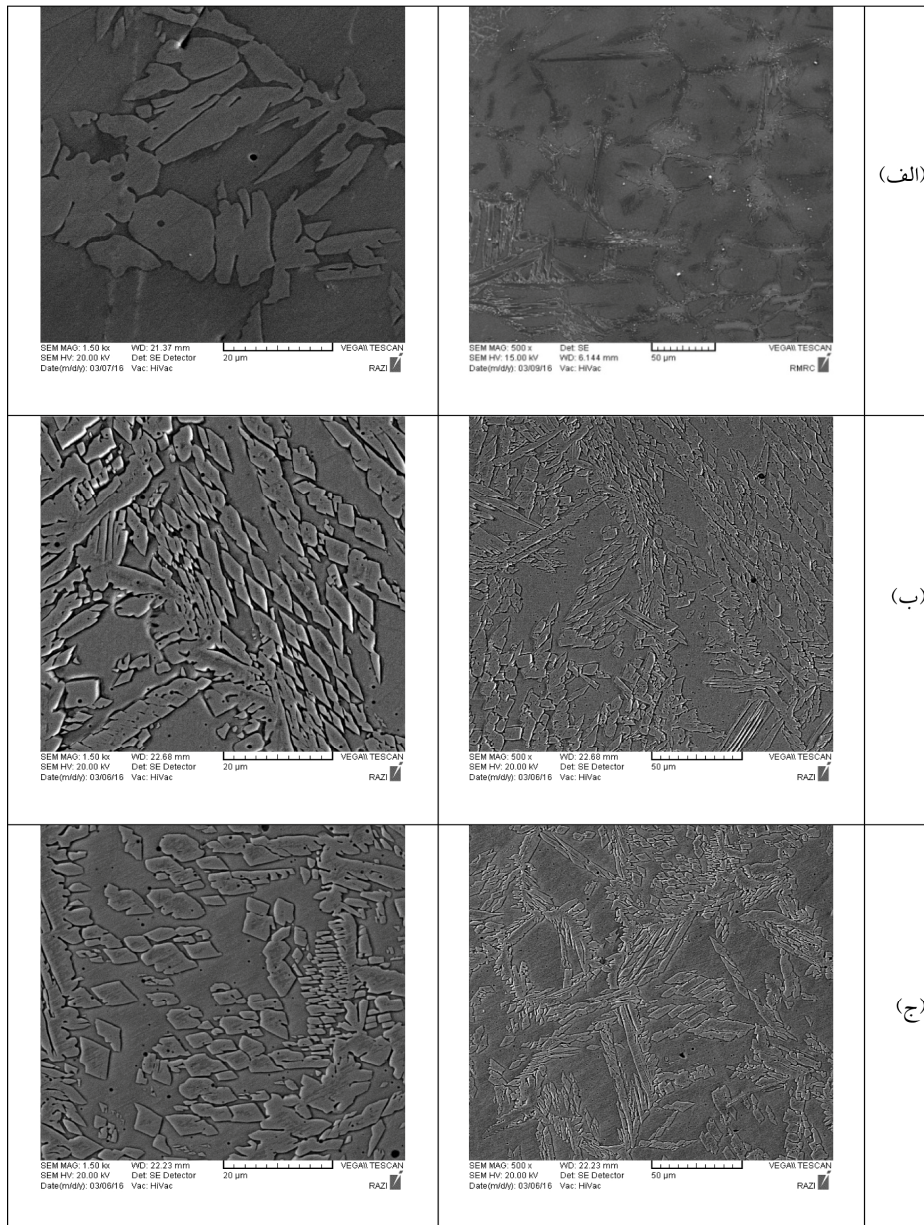 (الف)
SEM MAG: 1.50 kx WD: 21.37 mm
SEM HV: 20.00 kV Det: SE Detector 20 µm VEGA\\ TESCAN
Date(m/d/y): 03/07/16 Vac: HiVac RAZI
SEM MAG: 500 x Det: SE
SEM HV: 15.00 kV WD: 6.144 mm 50 µm VEGA\\ TESCAN
Date(m/d/y): 03/09/16 Vac: HiVac RMRC
(ب)
SEM MAG: 1.50 kx WD: 22.68 mm
SEM HV: 20.00 kV Det: SE Detector 20 µm VEGA\\ TESCAN
Date(m/d/y): 03/06/16 Vac: HiVac RAZI
SEM MAG: 500 x WD: 22.68 mm
SEM HV: 20.00 kV Det: SE Detector 50 µm VEGA\\ TESCAN
Date(m/d/y): 03/06/16 Vac: HiVac RAZI
(ج)
SEM MAG: 1.50 kx WD: 22.23 mm
SEM HV: 20.00 kV Det: SE Detector 20 µm VEGA\\ TESCAN
Date(m/d/y): 03/06/16 Vac: HiVac RAZI
SEM MAG: 500 x WD: 22.23 mm
SEM HV: 20.00 kV Det: SE Detector 50 µm VEGA\\ TESCAN
Date(m/d/y): 03/06/16 Vac: HiVac RAZI